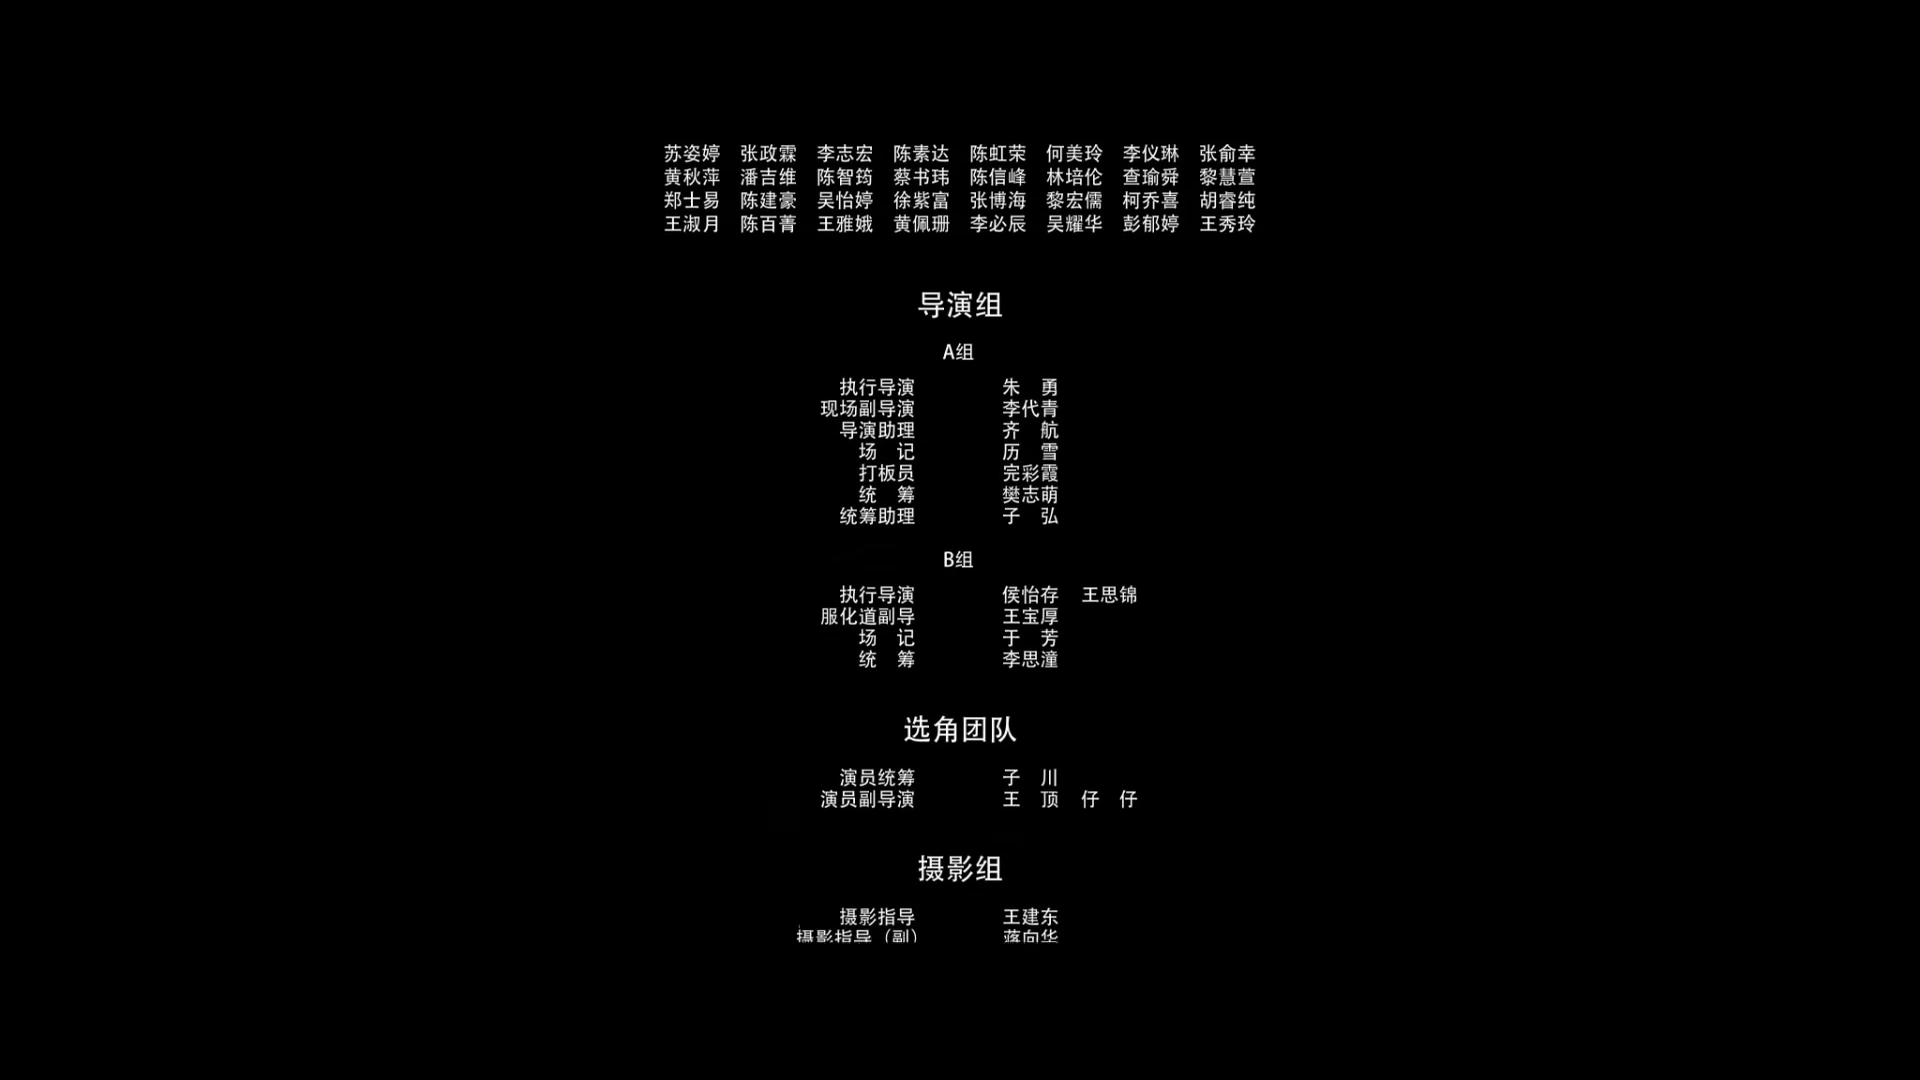 苏姿婷 张政霖 李志宏 陈素达 陈虹荣 何美玲 李仪琳 张俞幸
黄秋萍 潘吉维 陈智筠 蔡书玮 陈信峰 林培伦 查瑜舜 黎慧萱
郑士易 陈建豪 吴怡婷 徐紫富 张博海 黎宏儒 柯乔喜 胡睿纯
王淑月 陈百菁 王雅娥 黄佩珊 李必辰 吴耀华 彭郁婷 王秀玲
导演组
A组
执行导演 朱 勇
现场副导演 李代青
导演助理 齐 航
场 记 历 雪
打板员 完彩霞
统 筹 樊志萌
统筹助理 子 弘
B组
执行导演 侯怡存 王思锦
服化道副导 王宝厚
场 记 于 芳
统 筹 李思潼
选角团队
演员统筹 子 川
演员副导演 王 顶 仔 仔
摄影组
摄影指导 王建东
摄影指导（副） 蒋向华